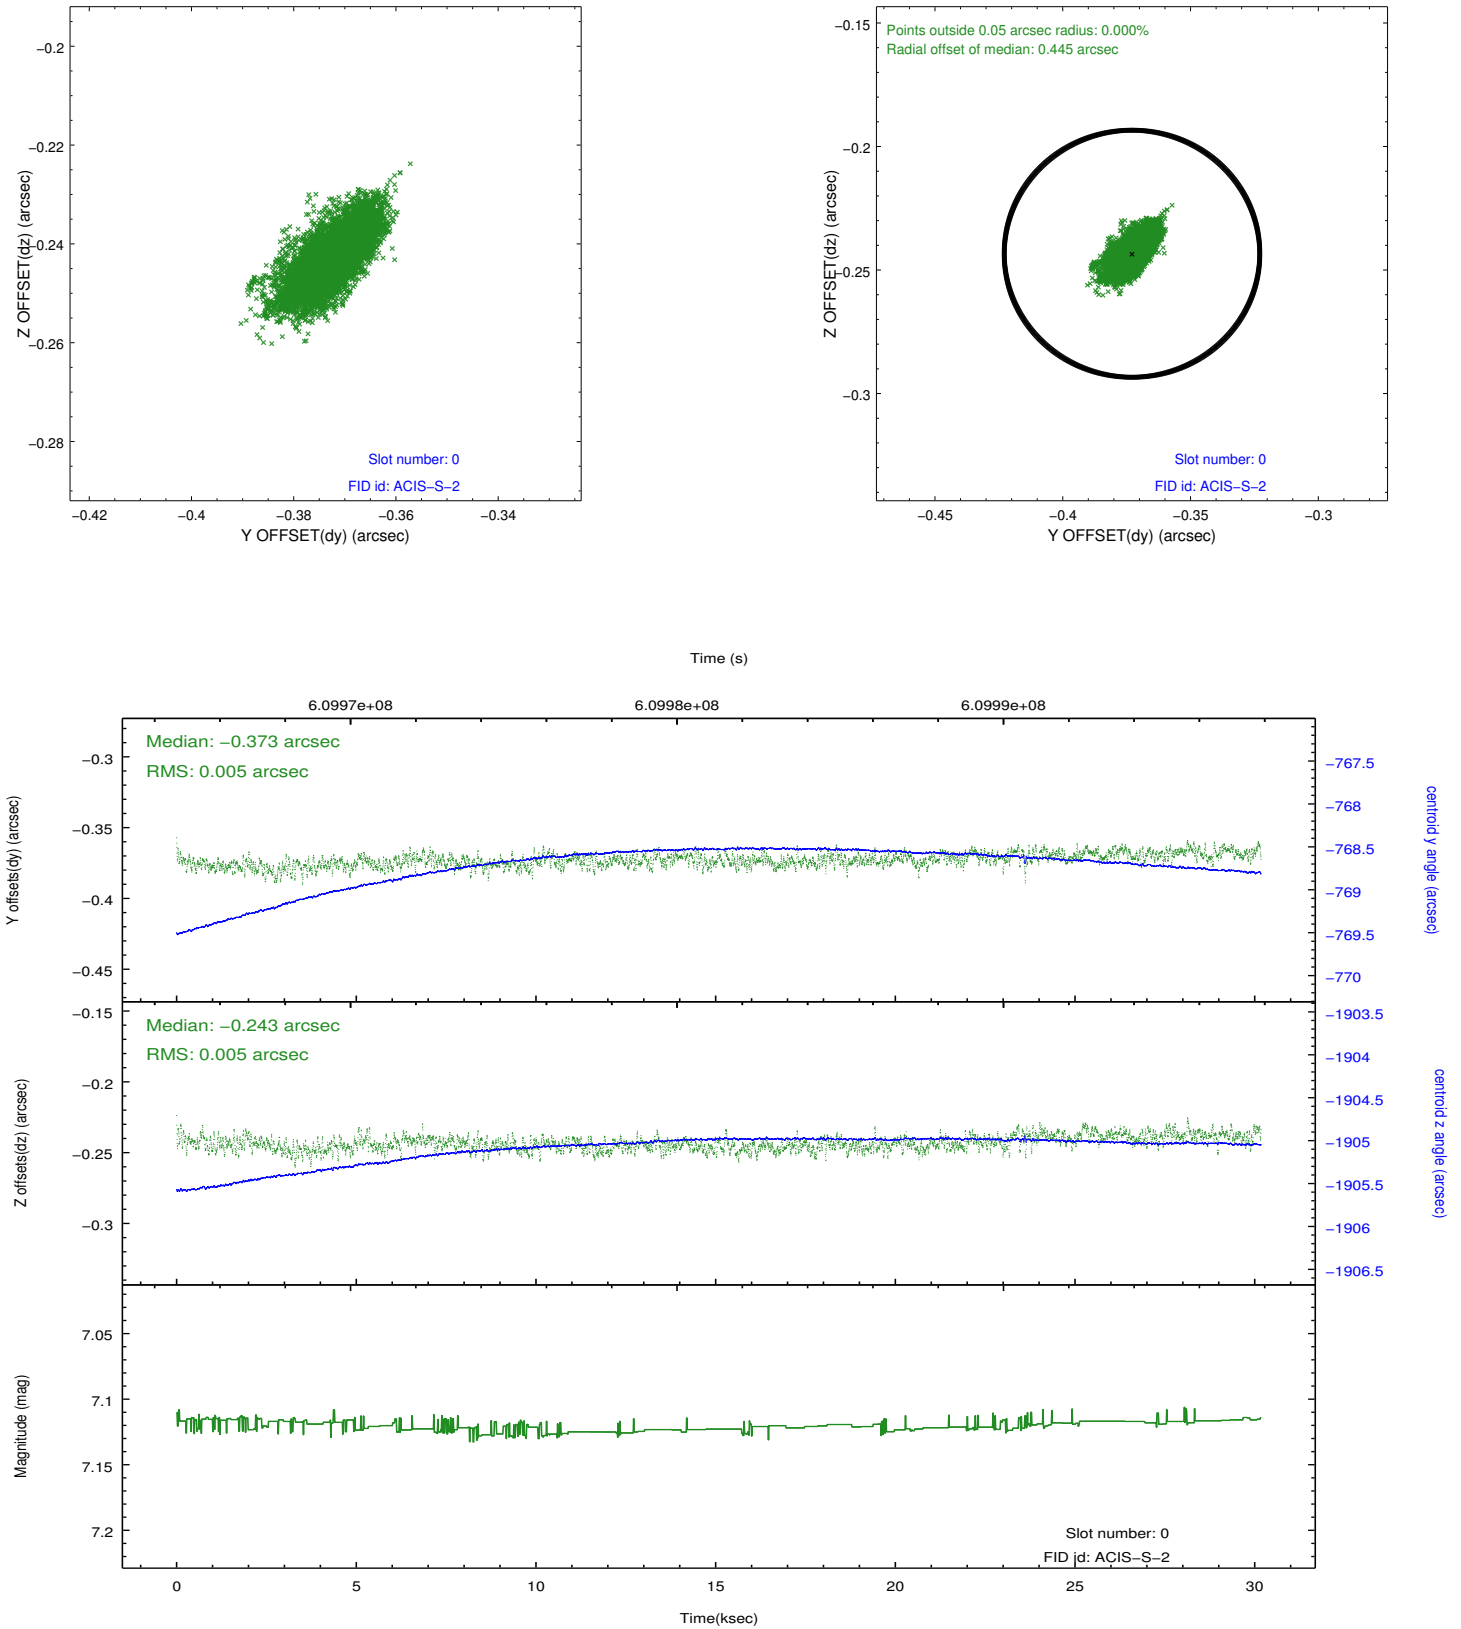 −0.2
−0.22
−0.24
−0.26
−0.28
Z OFFSET(dz) (arcsec)
Slot number: 0
FID id: ACIS−S−2
−0.42 −0.4 −0.38 −0.36 −0.34
Y OFFSET(dy) (arcsec)
Points outside 0.05 arcsec radius: 0.000%
Radial offset of median: 0.445 arcsec
−0.15
−0.2
−0.25
−0.3
Z OFFSET(dz) (arcsec)
Slot number: 0
FID id: ACIS−S−2
−0.45 −0.4 −0.35 −0.3
Y OFFSET(dy) (arcsec)
Time (s)
6.0997e+08 6.0998e+08 6.0999e+08
Median: −0.373 arcsec
RMS: 0.005 arcsec
−0.3
−0.35
−0.4
−0.45
Y offsets(dy) (arcsec)
−767.5
−768
−768.5
−769
−769.5
−770
centroid y angle (arcsec)
Median: −0.243 arcsec
RMS: 0.005 arcsec
−0.15
−0.2
−0.25
−0.3
Z offsets(dz) (arcsec)
−1903.5
−1904
−1904.5
−1905
−1905.5
−1906
−1906.5
centroid z angle (arcsec)
7.05
7.1
7.15
7.2
Magnitude (mag)
Slot number: 0
FID id: ACIS−S−2
0 5 10 15 20 25 30
Time(ksec)